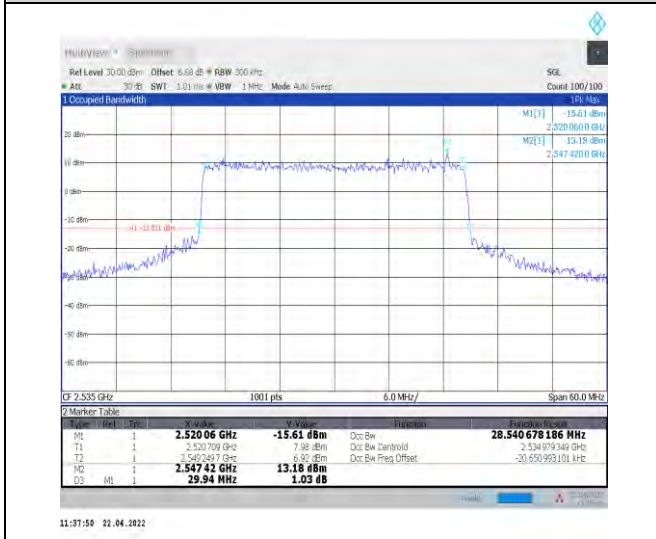 MultiView Spectrum
Ref Level 30.00 dBm Offset 6.68 dB RBW 300 kHz SGL
Att 30 dB SWT 1.01 ms VBW 1 MHz Mode Auto Sweep Count 100/100
1 Occupied Bandwidth 1Pk Max
M1[1] -15.61 dBm
2.520 060 0 GHz
M2[1] 13.18 dBm
2.547 420 0 GHz
20 dBm
10 dBm
0 dBm
-10 dBm
-20 dBm
-40 dBm
-50 dBm
-60 dBm
CF 2.535 GHz 1001 pts 6.0 MHz/ Span 60.0 MHz
2 Marker Table
Type Ref Trc X-Value Y-Value Function Function Result
M1 1 2.520 06 GHz -15.61 dBm Occ Bw 28.540 678 186 MHz
T1 1 2.520 709 GHz 7.98 dBm Occ Bw Centroid 2.534 979 349 GHz
T2 1 2.549 249 7 GHz 6.92 dBm Occ Bw Freq Offset -20.650 993 101 kHz
M2 1 2.547 42 GHz 13.18 dBm
D3 M1 1 29.94 MHz 1.03 dB
11:37:50 22.04.2022